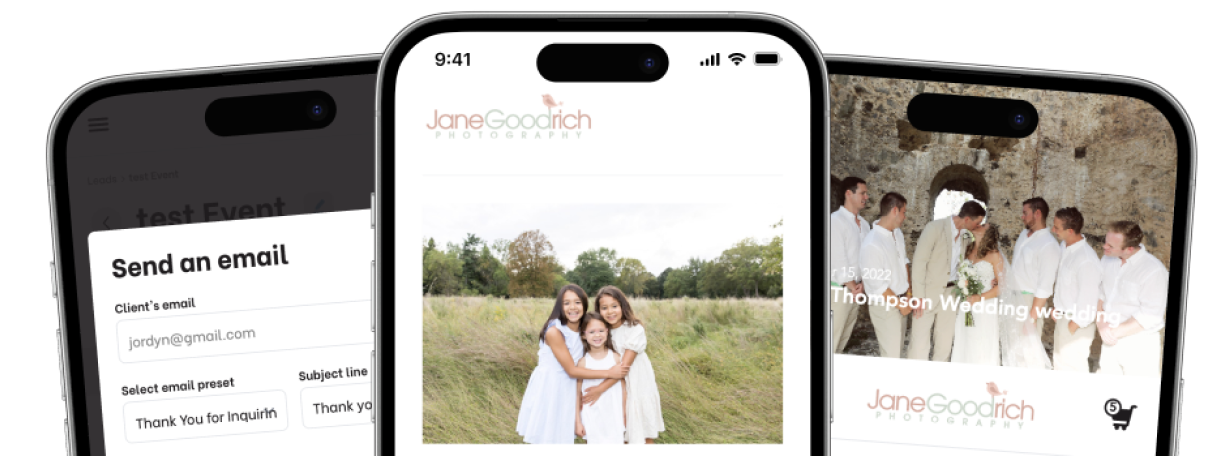 Leads > test Event
test Event
Send an email
Client's email
jordyn@gmail.com
Select email preset
Subject line
Thank You for Inquirin
Thank yo
9:41
JaneGoodrich
PHOTOGRAPHY
r 15, 2022
Thompson Wedding wedding
JaneGoodrich
PHOTOGRAPHY
5